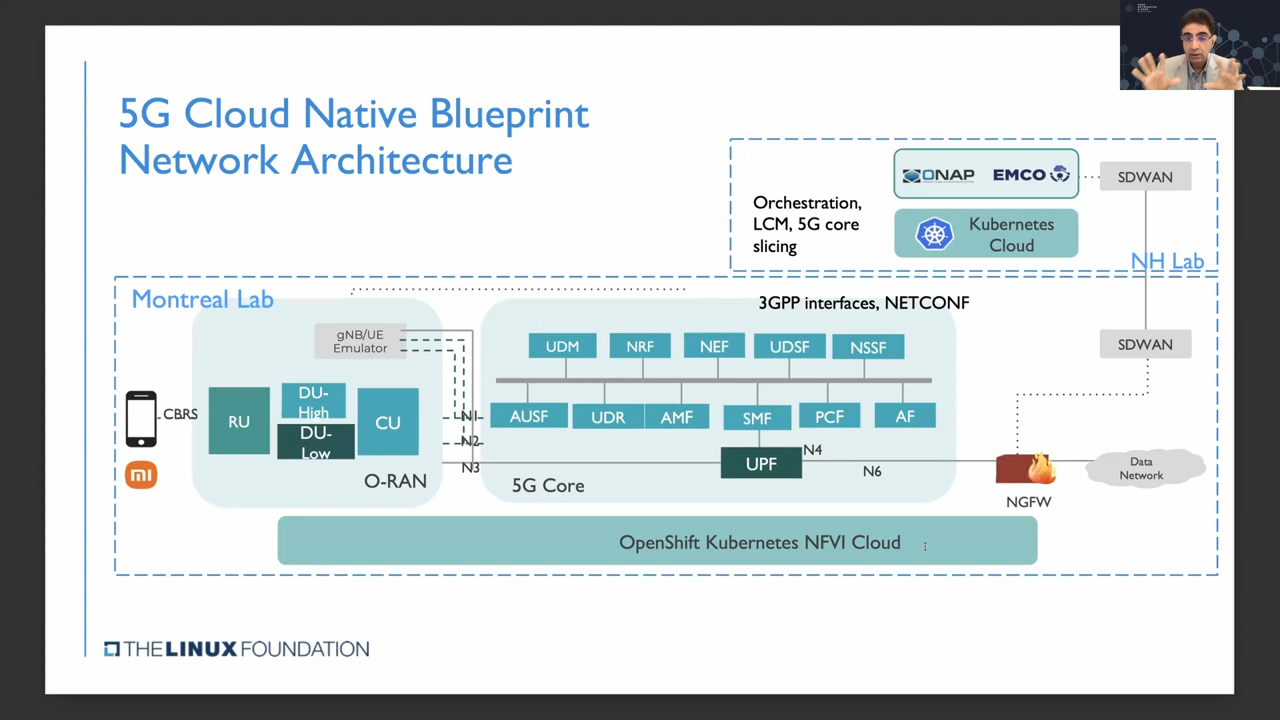 5G Cloud Native Blueprint
Network Architecture
ONAP
EMCO
SDWAN
Orchestration,
LCM, 5G core
slicing
Kubernetes
Cloud
NH Lab
Montreal Lab
3GPP interfaces, NETCONF
gNB/UE
Emulator
UDM
NRF
NEF
UDSF
NSSF
SDWAN
CBRS
RU
DU-
High
DU-
Low
CU
N1
N2
N3
AUSF
UDR
AMF
SMF
PCF
AF
UPF
N4
N6
mi
O-RAN
5G Core
NGFW
Data
Network
OpenShift Kubernetes NFVI Cloud
THE LINUX FOUNDATION